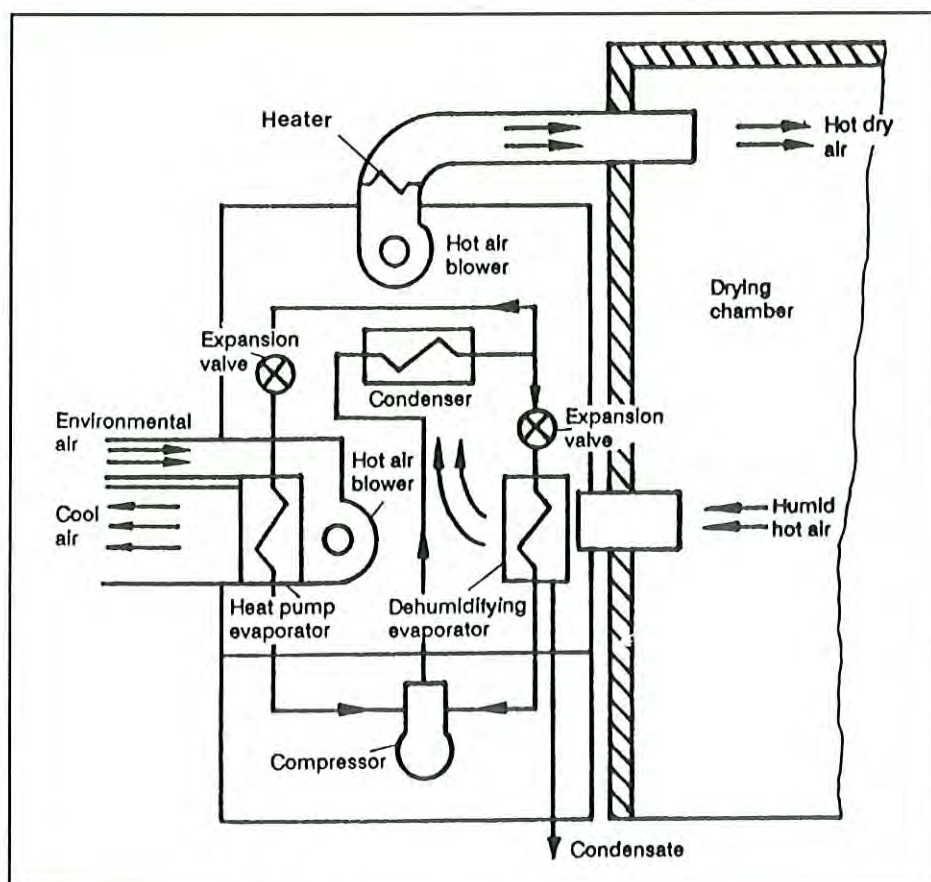 Heater
Hot dry
air
Hot air
blower
Drying
chamber
Expansion
valve
Condenser
Expansion
valve
Environmental
air
Hot air
blower
Cool
air
Humid
hot air
Heat pump
evaporator
Dehumidifying
evaporator
Compressor
Condensate